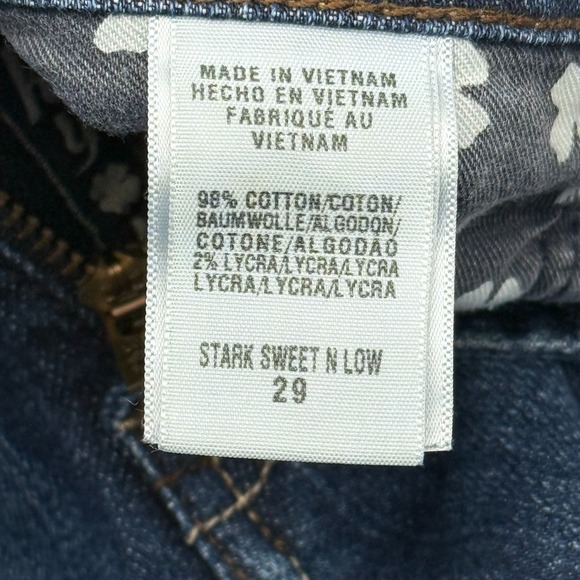 MADE IN VIETNAM
HECHO EN VIETNAM
FABRIQUE AU
VIETNAM
98% COTTON/COTON/
BAUMWOLLE/ALGODON/
COTONE/ALGODAO
2% LYCRA/LYCRA/LYCRA
LYCRA/LYCRA/LYCRA
STARK SWEET N LOW
29